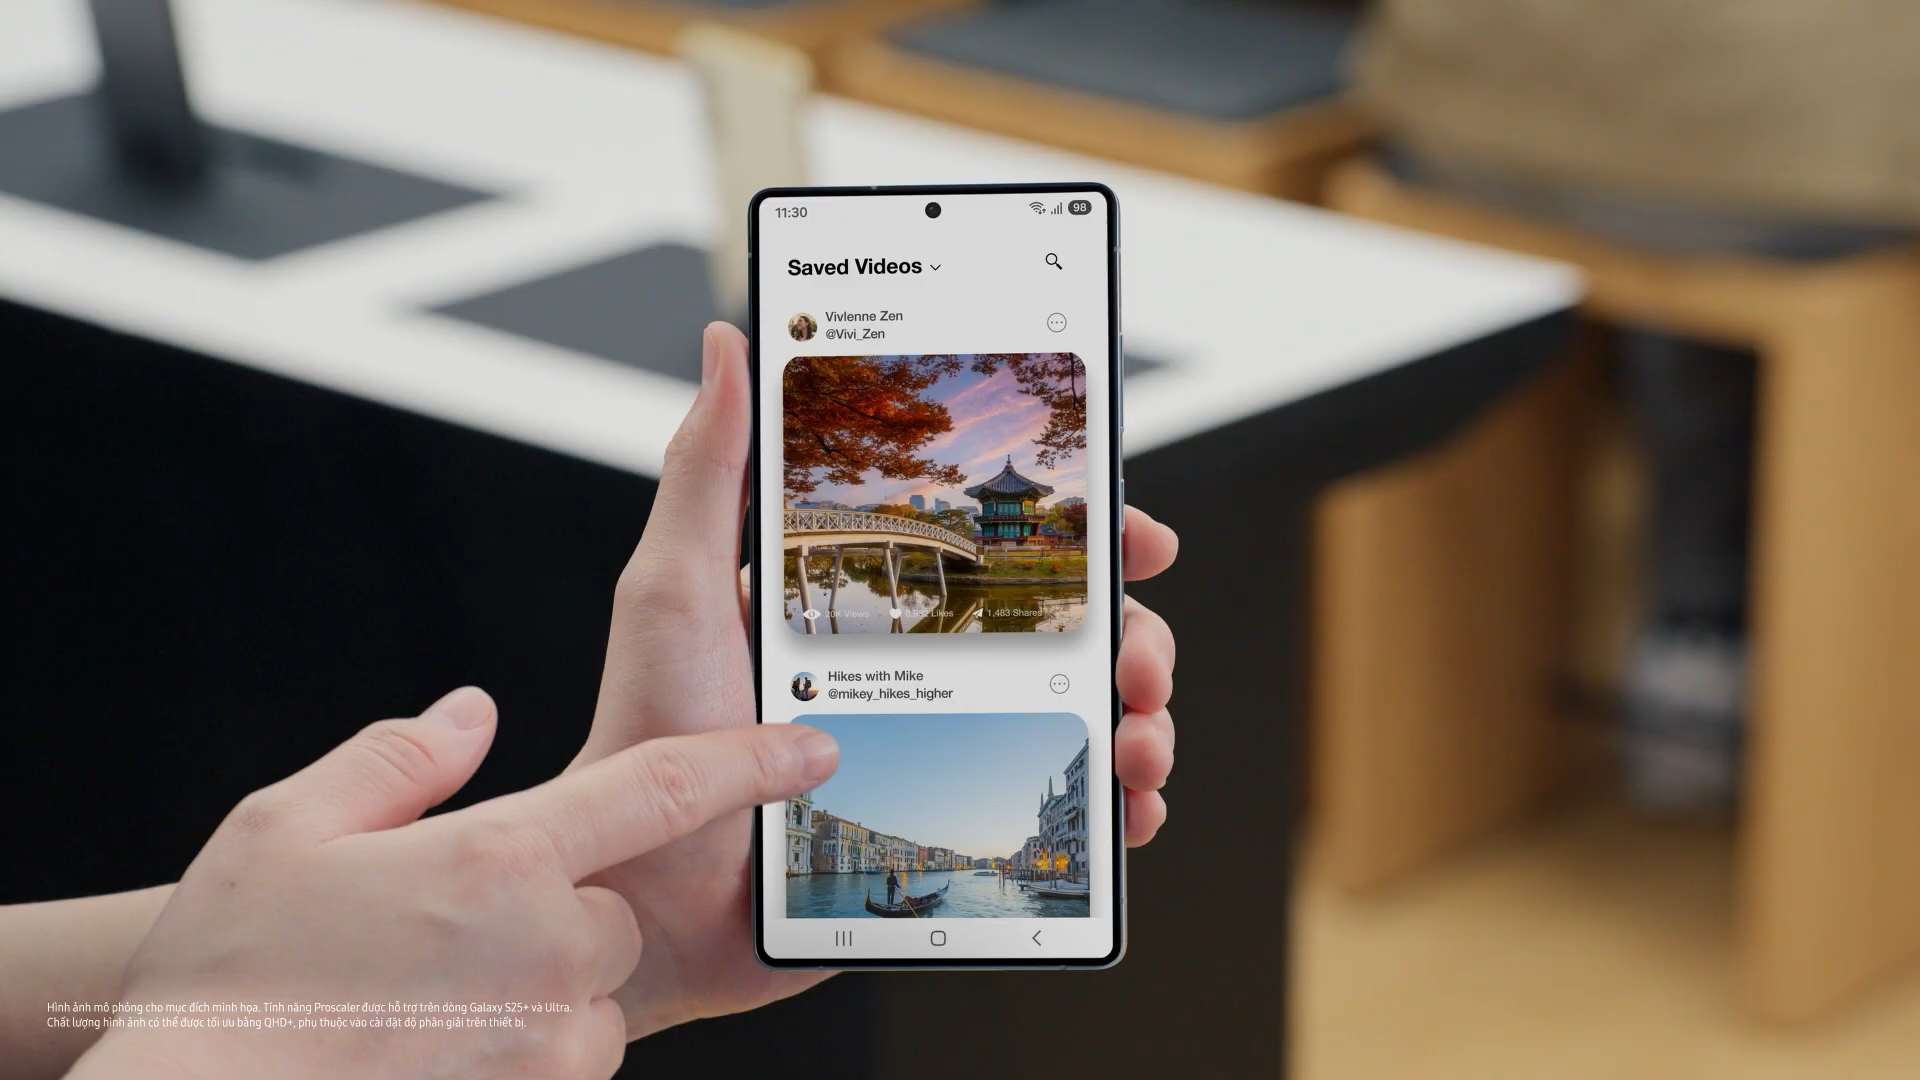 11:30
98
Saved Videos
Vivlenne Zen
@Vivi_Zen
20K Views
Likes
1,483 Shares
Hikes with Mike
@mikey_hikes_higher
Hình ảnh mô phỏng cho mục đích minh họa. Tính năng Proscaler được hỗ trợ trên dòng Galaxy S25+ và Ultra.
Chất lượng hình ảnh có thể được tối ưu bằng QHD+, phụ thuộc vào cài đặt độ phân giải trên thiết bị.